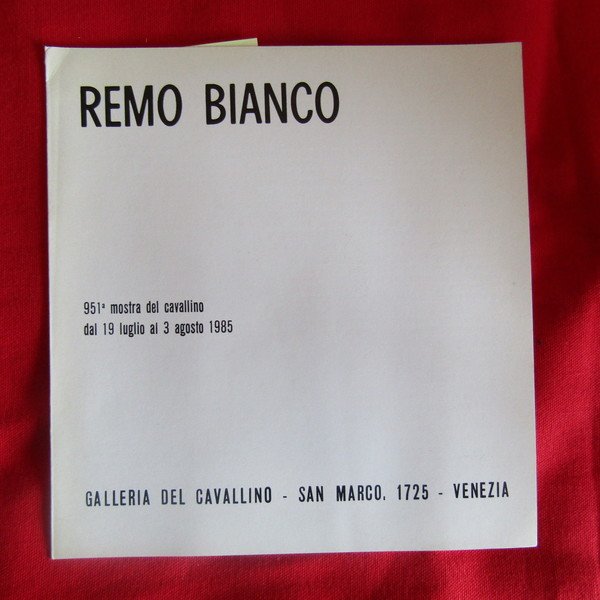 REMO BIANCO
951ª mostra del cavallino
dal 19 luglio al 3 agosto 1985
GALLERIA DEL CAVALLINO - SAN MARCO, 1725 - VENEZIA